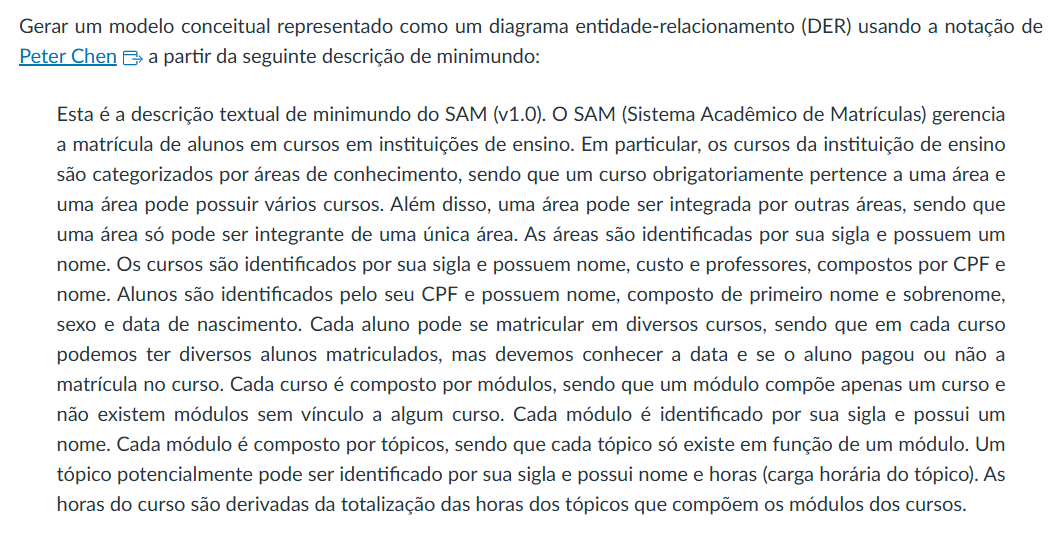 Gerar um modelo conceitual representado como um diagrama entidade-relacionamento (DER) usando a notação de
Peter Chen a partir da seguinte descrição de minimundo:
Esta é a descrição textual de minimundo do SAM (v1.0). O SAM (Sistema Acadêmico de Matrículas) gerencia
a matrícula de alunos em cursos em instituições de ensino. Em particular, os cursos da instituição de ensino
são categorizados por áreas de conhecimento, sendo que um curso obrigatoriamente pertence a uma área e
uma área pode possuir vários cursos. Além disso, uma área pode ser integrada por outras áreas, sendo que
uma área só pode ser integrante de uma única área. As áreas são identificadas por sua sigla e possuem um
nome. Os cursos são identificados por sua sigla e possuem nome, custo e professores, compostos por CPF e
nome. Alunos são identificados pelo seu CPF e possuem nome, composto de primeiro nome e sobrenome,
sexo e data de nascimento. Cada aluno pode se matricular em diversos cursos, sendo que em cada curso
podemos ter diversos alunos matriculados, mas devemos conhecer a data e se o aluno pagou ou não a
matrícula no curso. Cada curso é composto por módulos, sendo que um módulo compõe apenas um curso e
não existem módulos sem vínculo a algum curso. Cada módulo é identificado por sua sigla e possui um
nome. Cada módulo é composto por tópicos, sendo que cada tópico só existe em função de um módulo. Um
tópico potencialmente pode ser identificado por sua sigla e possui nome e horas (carga horária do tópico). As
horas do curso são derivadas da totalização das horas dos tópicos que compõem os módulos dos cursos.